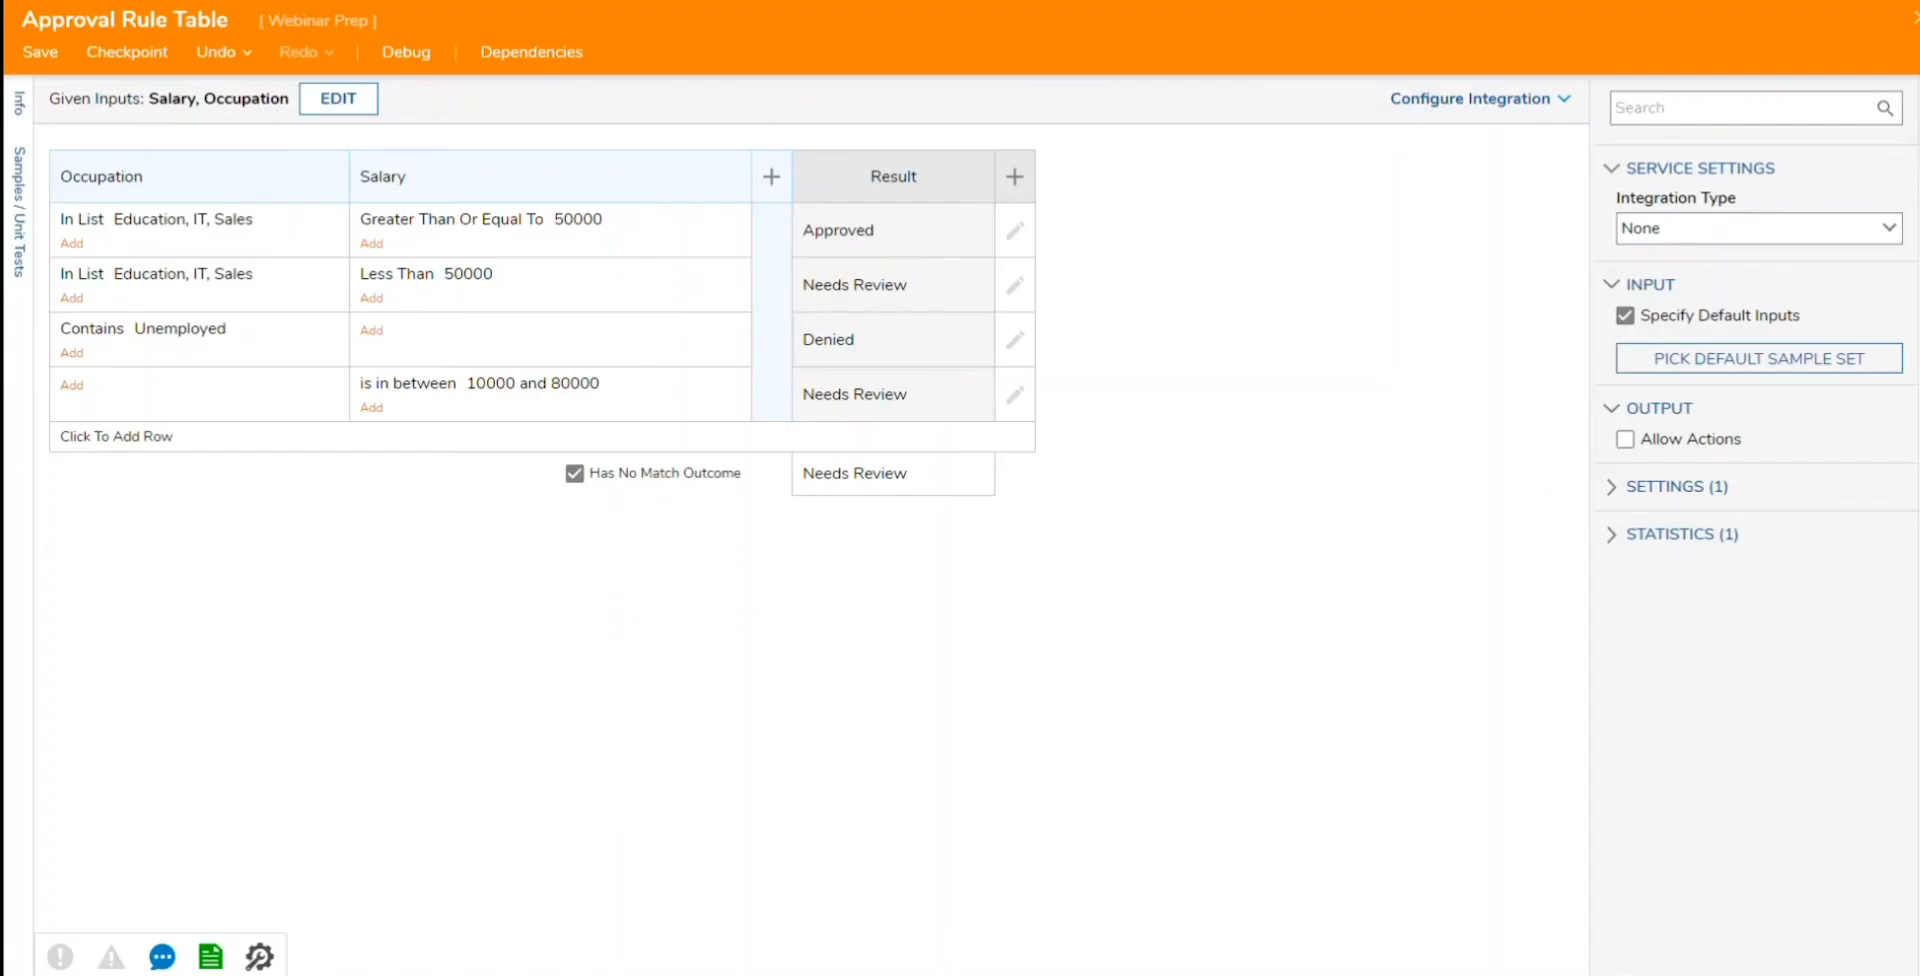 Approval Rule Table [ Webinar Prep ]
Save Checkpoint Undo Redo | Debug | Dependencies
Info
Samples / Unit Tests
Given Inputs: Salary, Occupation EDIT Configure Integration
Occupation Salary + Result +
In List Education, IT, Sales Greater Than Or Equal To 50000 Approved
Add Add
In List Education, IT, Sales Less Than 50000 Needs Review
Add Add
Contains Unemployed Add Denied
Add
Add is in between 10000 and 80000 Needs Review
Add
Click To Add Row
Has No Match Outcome Needs Review
Search
SERVICE SETTINGS
Integration Type
None
INPUT
Specify Default Inputs
PICK DEFAULT SAMPLE SET
OUTPUT
Allow Actions
SETTINGS (1)
STATISTICS (1)